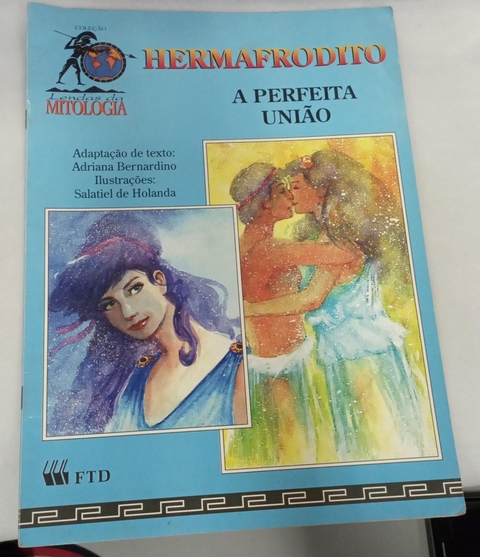 COLEÇÃO
Lendas da
MITOLOGIA
HERMAFRODITO
A PERFEITA
UNIÃO
Adaptação de texto:
Adriana Bernardino
Ilustrações:
Salatiel de Holanda
FTD